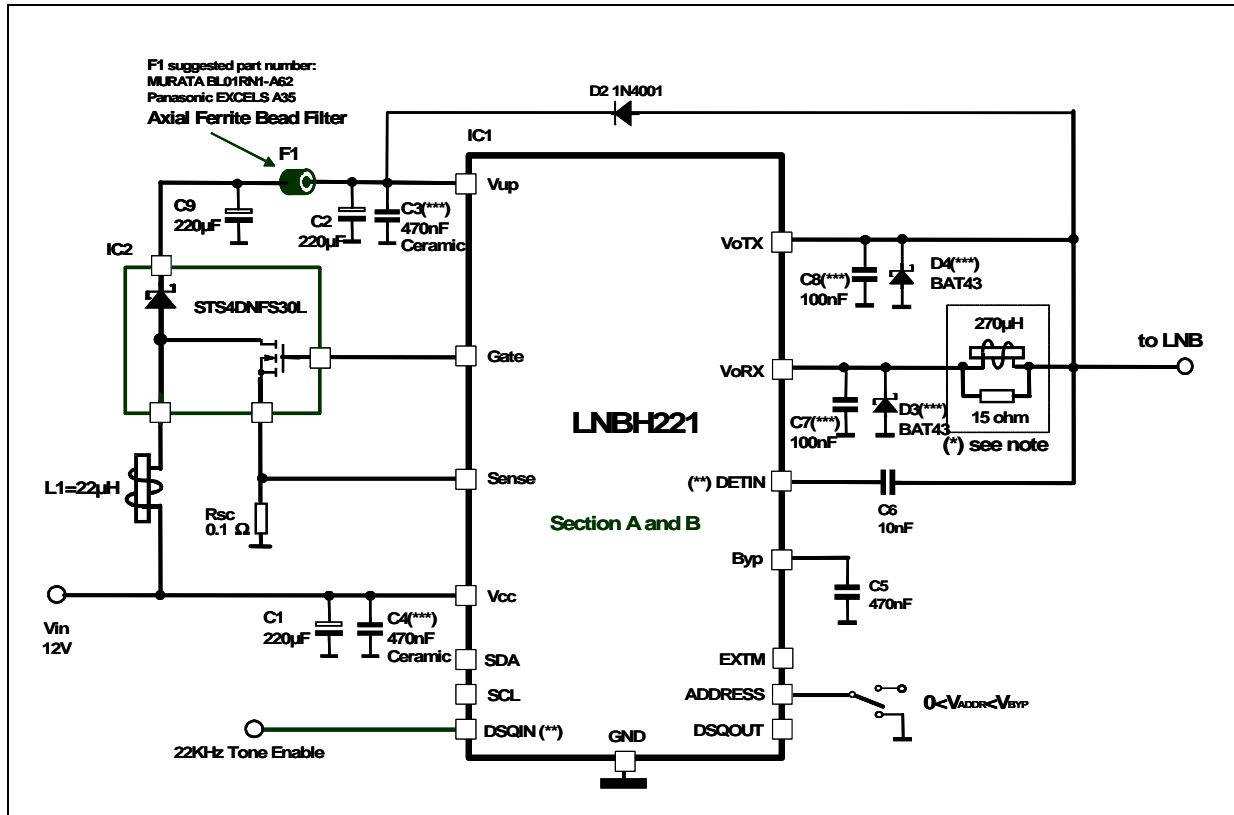 F1 suggested part number:
MURATA BL01RN1-A62
Panasonic EXCELS A35
Axial Ferrite Bead Filter
F1
D2 1N4001
IC1
Vup
C9
220µF
C2
220µF
C3(***)
470nF
Ceramic
IC2
STS4DNFS30L
VoTX
C8(***)
100nF
D4(***)
BAT43
270µH
to LNB
Gate
VoRX
C7(***)
100nF
D3(***)
BAT43
15 ohm
(*) see note
LNBH221
L1=22µH
Sense
(**) DETIN
Rsc
0.1 Ω
Section A and B
C6
10nF
Byp
C5
470nF
Vcc
Vin
12V
C1
220µF
C4(***)
470nF
Ceramic
SDA
EXTM
SCL
ADDRESS
0<VADDR<VBYP
DSQIN (**)
DSQOUT
GND
22KHz Tone Enable